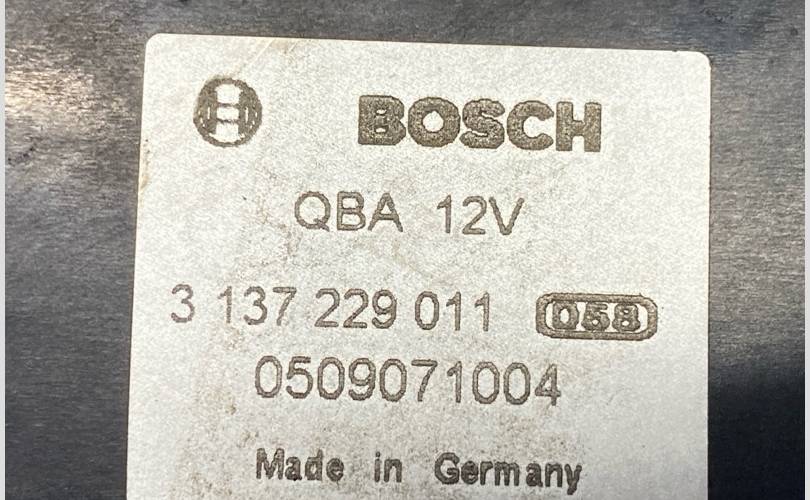 BOSCH
QBA 12V
3 137 229 011 058
0509071004
Made in Germany